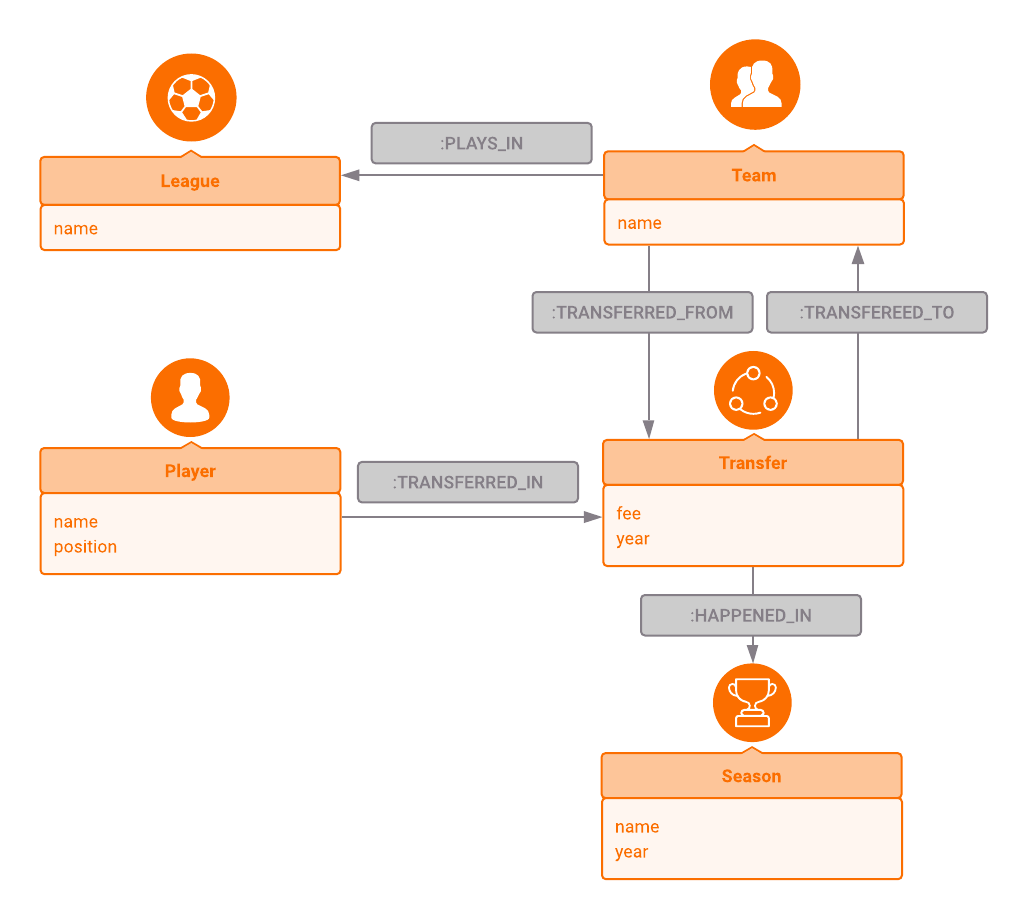 :PLAYS_IN
League
Team
name
name
:TRANSFERRED_FROM
:TRANSFEREED_TO
Player
Transfer
:TRANSFERRED_IN
name
position
fee
year
:HAPPENED_IN
Season
name
year